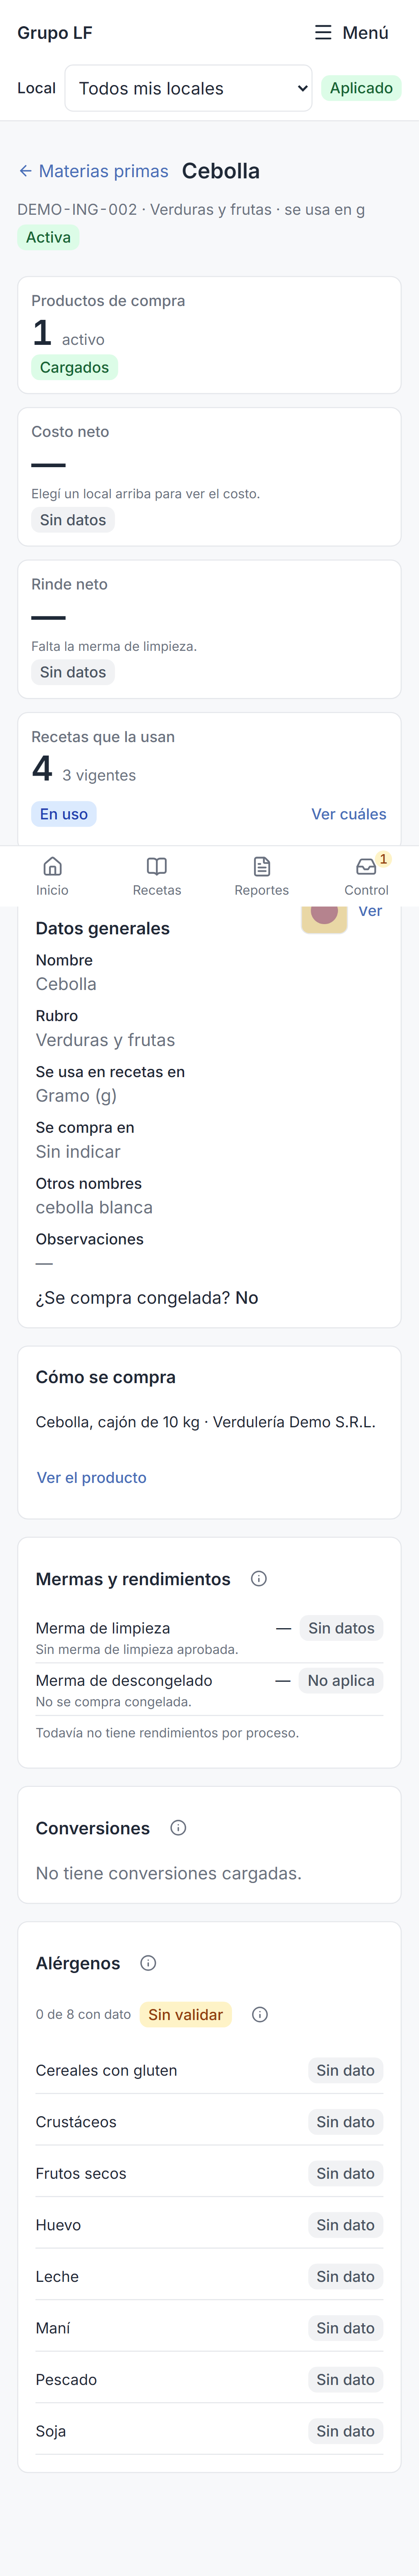 Grupo LF
Menú
Local
Todos mis locales
Aplicado
← Materias primas Cebolla
DEMO-ING-002 · Verduras y frutas · se usa en g
Activa
Productos de compra
1 activo
Cargados
Costo neto
—
Elegí un local arriba para ver el costo.
Sin datos
Rinde neto
—
Falta la merma de limpieza.
Sin datos
Recetas que la usan
4 3 vigentes
En uso
Ver cuáles
Inicio
Recetas
Reportes
Control
1
Ver
Datos generales
Nombre
Cebolla
Rubro
Verduras y frutas
Se usa en recetas en
Gramo (g)
Se compra en
Sin indicar
Otros nombres
cebolla blanca
Observaciones
—
¿Se compra congelada? No
Cómo se compra
Cebolla, cajón de 10 kg · Verdulería Demo S.R.L.
Ver el producto
Mermas y rendimientos
Merma de limpieza — Sin datos
Sin merma de limpieza aprobada.
Merma de descongelado — No aplica
No se compra congelada.
Todavía no tiene rendimientos por proceso.
Conversiones
No tiene conversiones cargadas.
Alérgenos
0 de 8 con dato Sin validar
Cereales con gluten Sin dato
Crustáceos Sin dato
Frutos secos Sin dato
Huevo Sin dato
Leche Sin dato
Maní Sin dato
Pescado Sin dato
Soja Sin dato